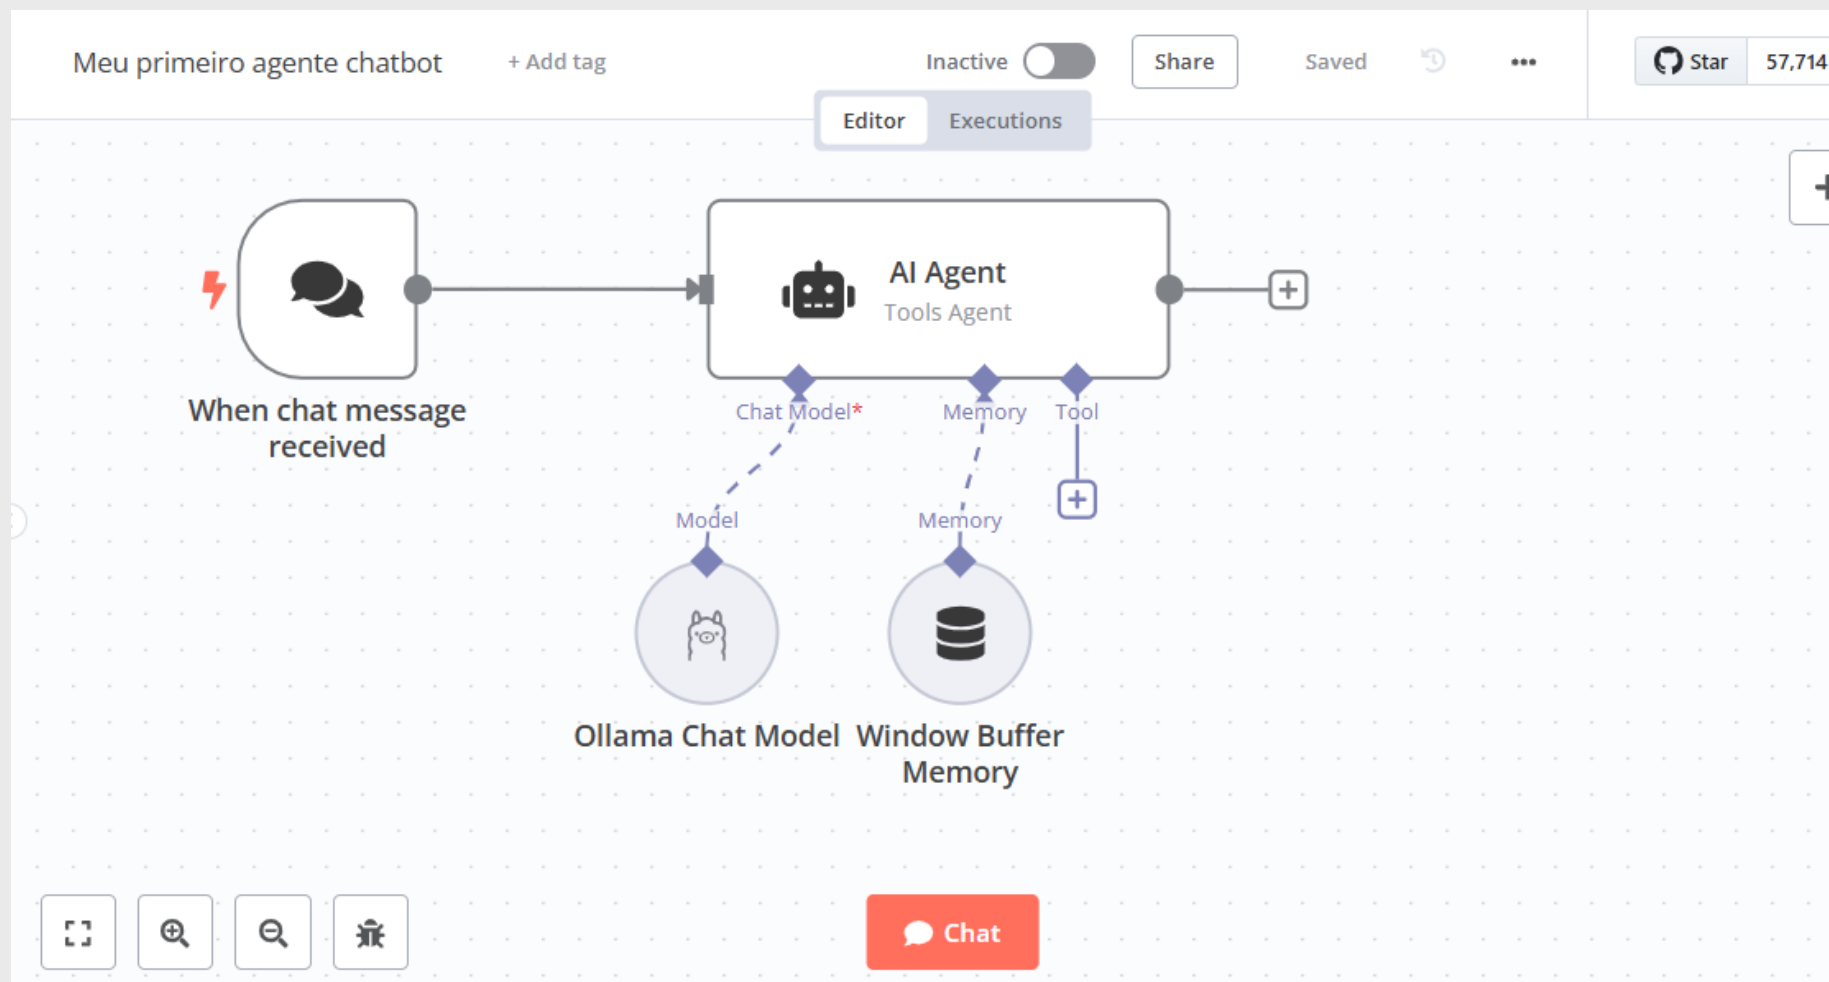 Meu primeiro agente chatbot + Add tag Inactive Share Saved ••• Star 57,714
Editor Executions
AI Agent
Tools Agent
When chat message
received
Chat Model* Memory Tool
Model Memory
Ollama Chat Model
Window Buffer
Memory
Chat